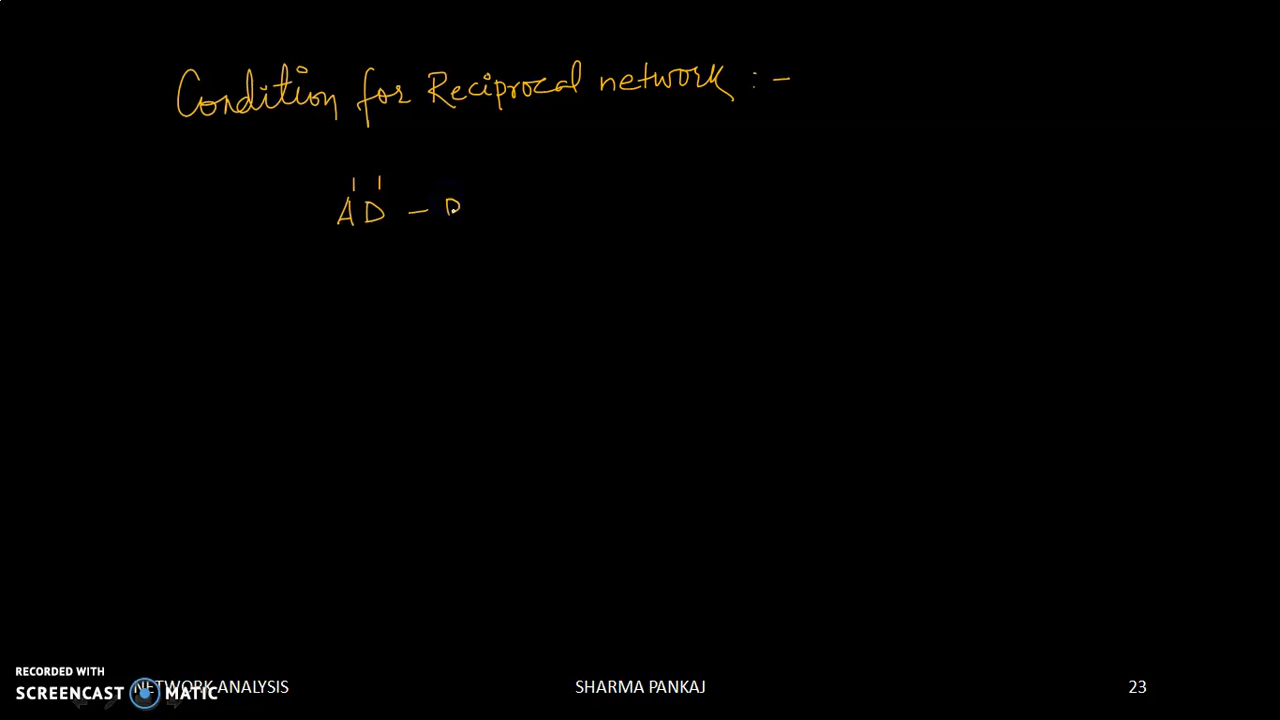 Condition for Reciprocal network :-
A'D' -
RECORDED WITH
SCREENCAST MATIC
NETWORK ANALYSIS
SHARMA PANKAJ
23